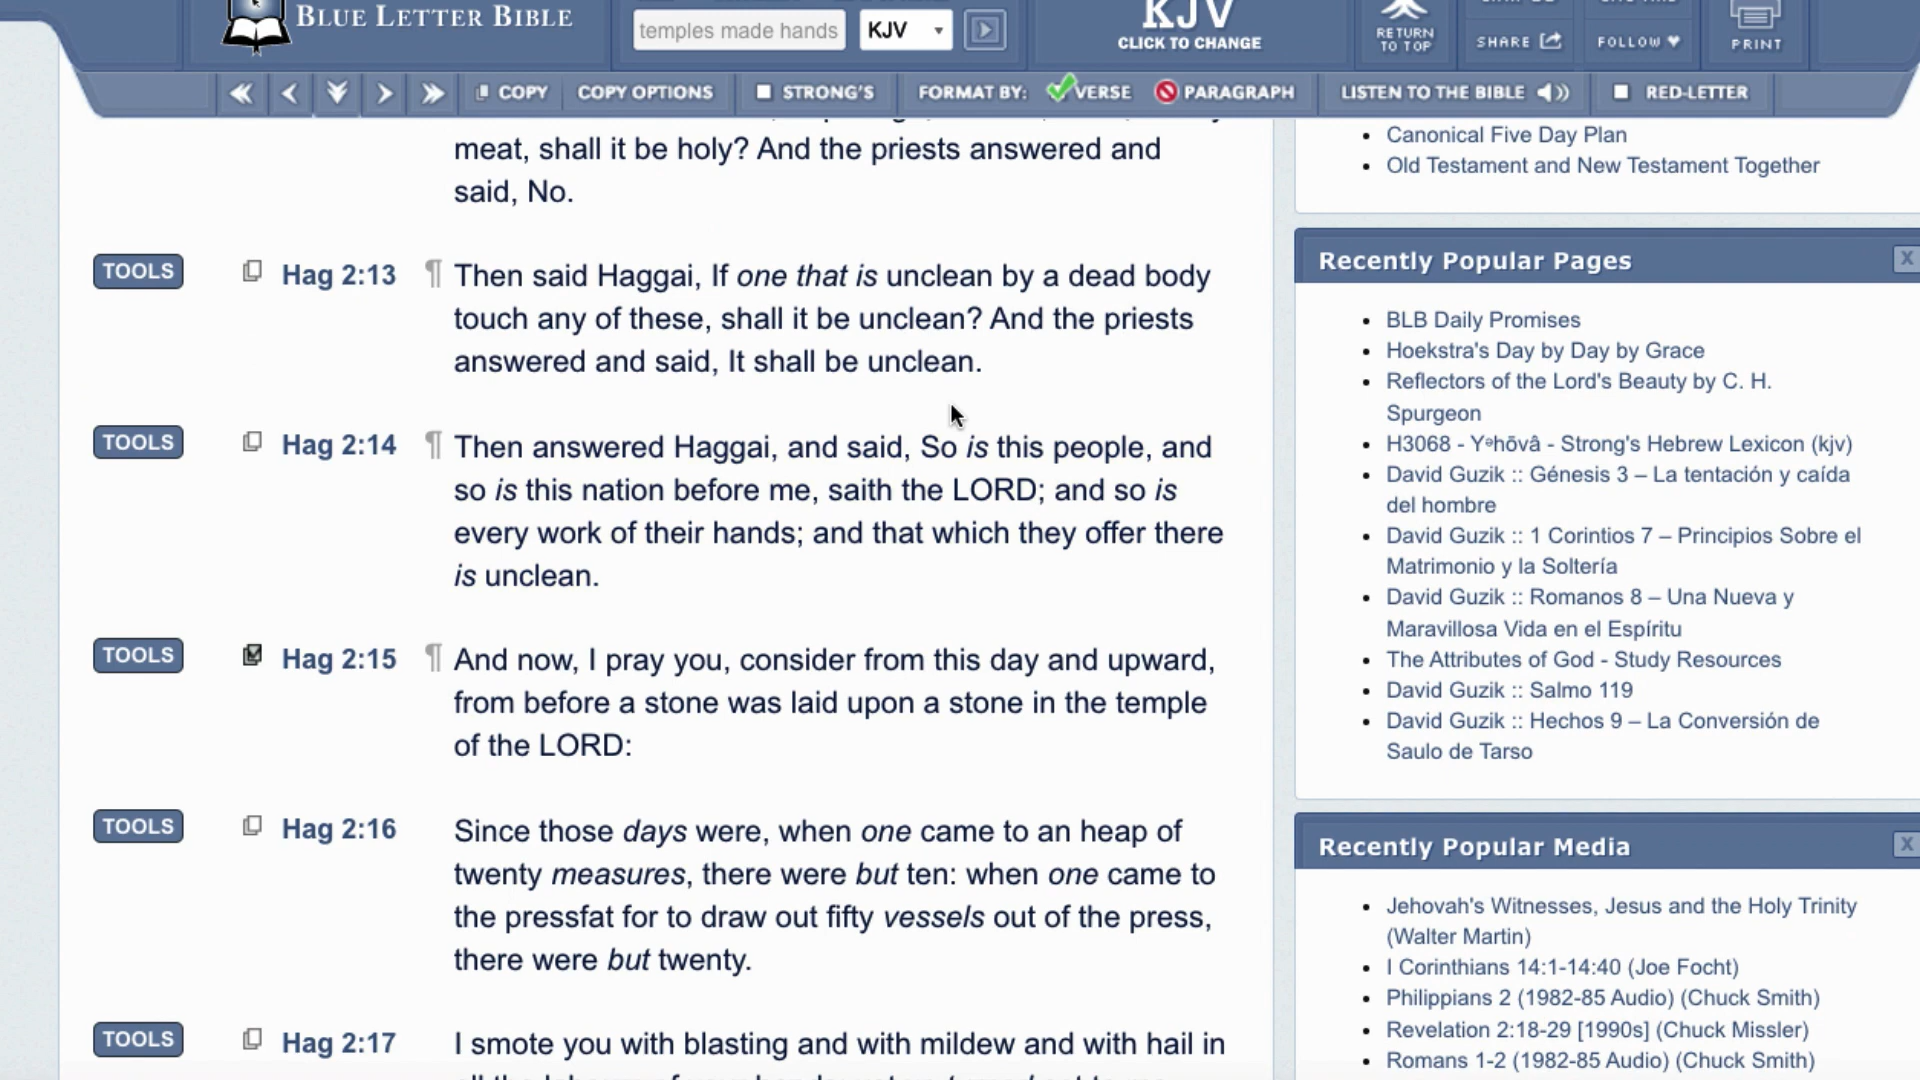 BLUE LETTER BIBLE
temples made hands
KJV
KJV
CLICK TO CHANGE
RETURN
TO TOP
SHARE
FOLLOW
PRINT
COPY
COPY OPTIONS
STRONG'S
FORMAT BY:
VERSE
PARAGRAPH
LISTEN TO THE BIBLE
RED-LETTER
meat, shall it be holy? And the priests answered and
said, No.
TOOLS
Hag 2:13
¶ Then said Haggai, If one that is unclean by a dead body
touch any of these, shall it be unclean? And the priests
answered and said, It shall be unclean.
TOOLS
Hag 2:14
¶ Then answered Haggai, and said, So is this people, and
so is this nation before me, saith the LORD; and so is
every work of their hands; and that which they offer there
is unclean.
TOOLS
Hag 2:15
¶ And now, I pray you, consider from this day and upward,
from before a stone was laid upon a stone in the temple
of the LORD:
TOOLS
Hag 2:16
Since those days were, when one came to an heap of
twenty measures, there were but ten: when one came to
the pressfat for to draw out fifty vessels out of the press,
there were but twenty.
TOOLS
Hag 2:17
I smote you with blasting and with mildew and with hail in
Canonical Five Day Plan
Old Testament and New Testament Together
Recently Popular Pages
X
BLB Daily Promises
Hoekstra's Day by Day by Grace
Reflectors of the Lord's Beauty by C. H.
Spurgeon
H3068 - Yᵊhōvâ - Strong's Hebrew Lexicon (kjv)
David Guzik :: Génesis 3 – La tentación y caída
del hombre
David Guzik :: 1 Corintios 7 – Principios Sobre el
Matrimonio y la Soltería
David Guzik :: Romanos 8 – Una Nueva y
Maravillosa Vida en el Espíritu
The Attributes of God - Study Resources
David Guzik :: Salmo 119
David Guzik :: Hechos 9 – La Conversión de
Saulo de Tarso
Recently Popular Media
X
Jehovah's Witnesses, Jesus and the Holy Trinity
(Walter Martin)
I Corinthians 14:1-14:40 (Joe Focht)
Philippians 2 (1982-85 Audio) (Chuck Smith)
Revelation 2:18-29 [1990s] (Chuck Missler)
Romans 1-2 (1982-85 Audio) (Chuck Smith)